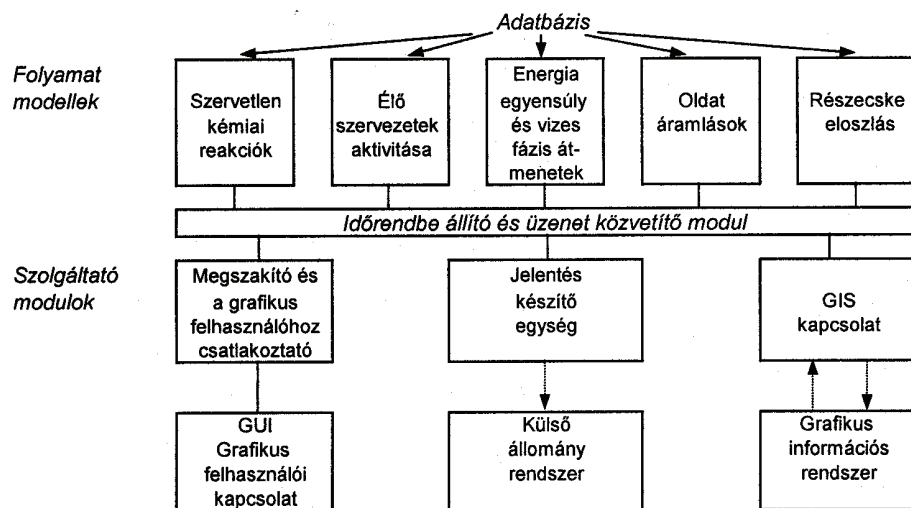 Adatbázis
Folyamat
modellek
Szervetlen
kémiai
reakciók
Élő
szervezetek
aktivitása
Energia
egyensúly
és vizes
fázis át-
menetek
Oldat
áramlások
Részecske
eloszlás
Időrendbe állító és üzenet közvetítő modul
Szolgáltató
modulok
Megszakító és
a grafikus
felhasználóhoz
csatlakoztató
Jelentés
készítő
egység
GIS
kapcsolat
GUI
Grafikus
felhasználói
kapcsolat
Külső
állomány
rendszer
Grafikus
információs
rendszer